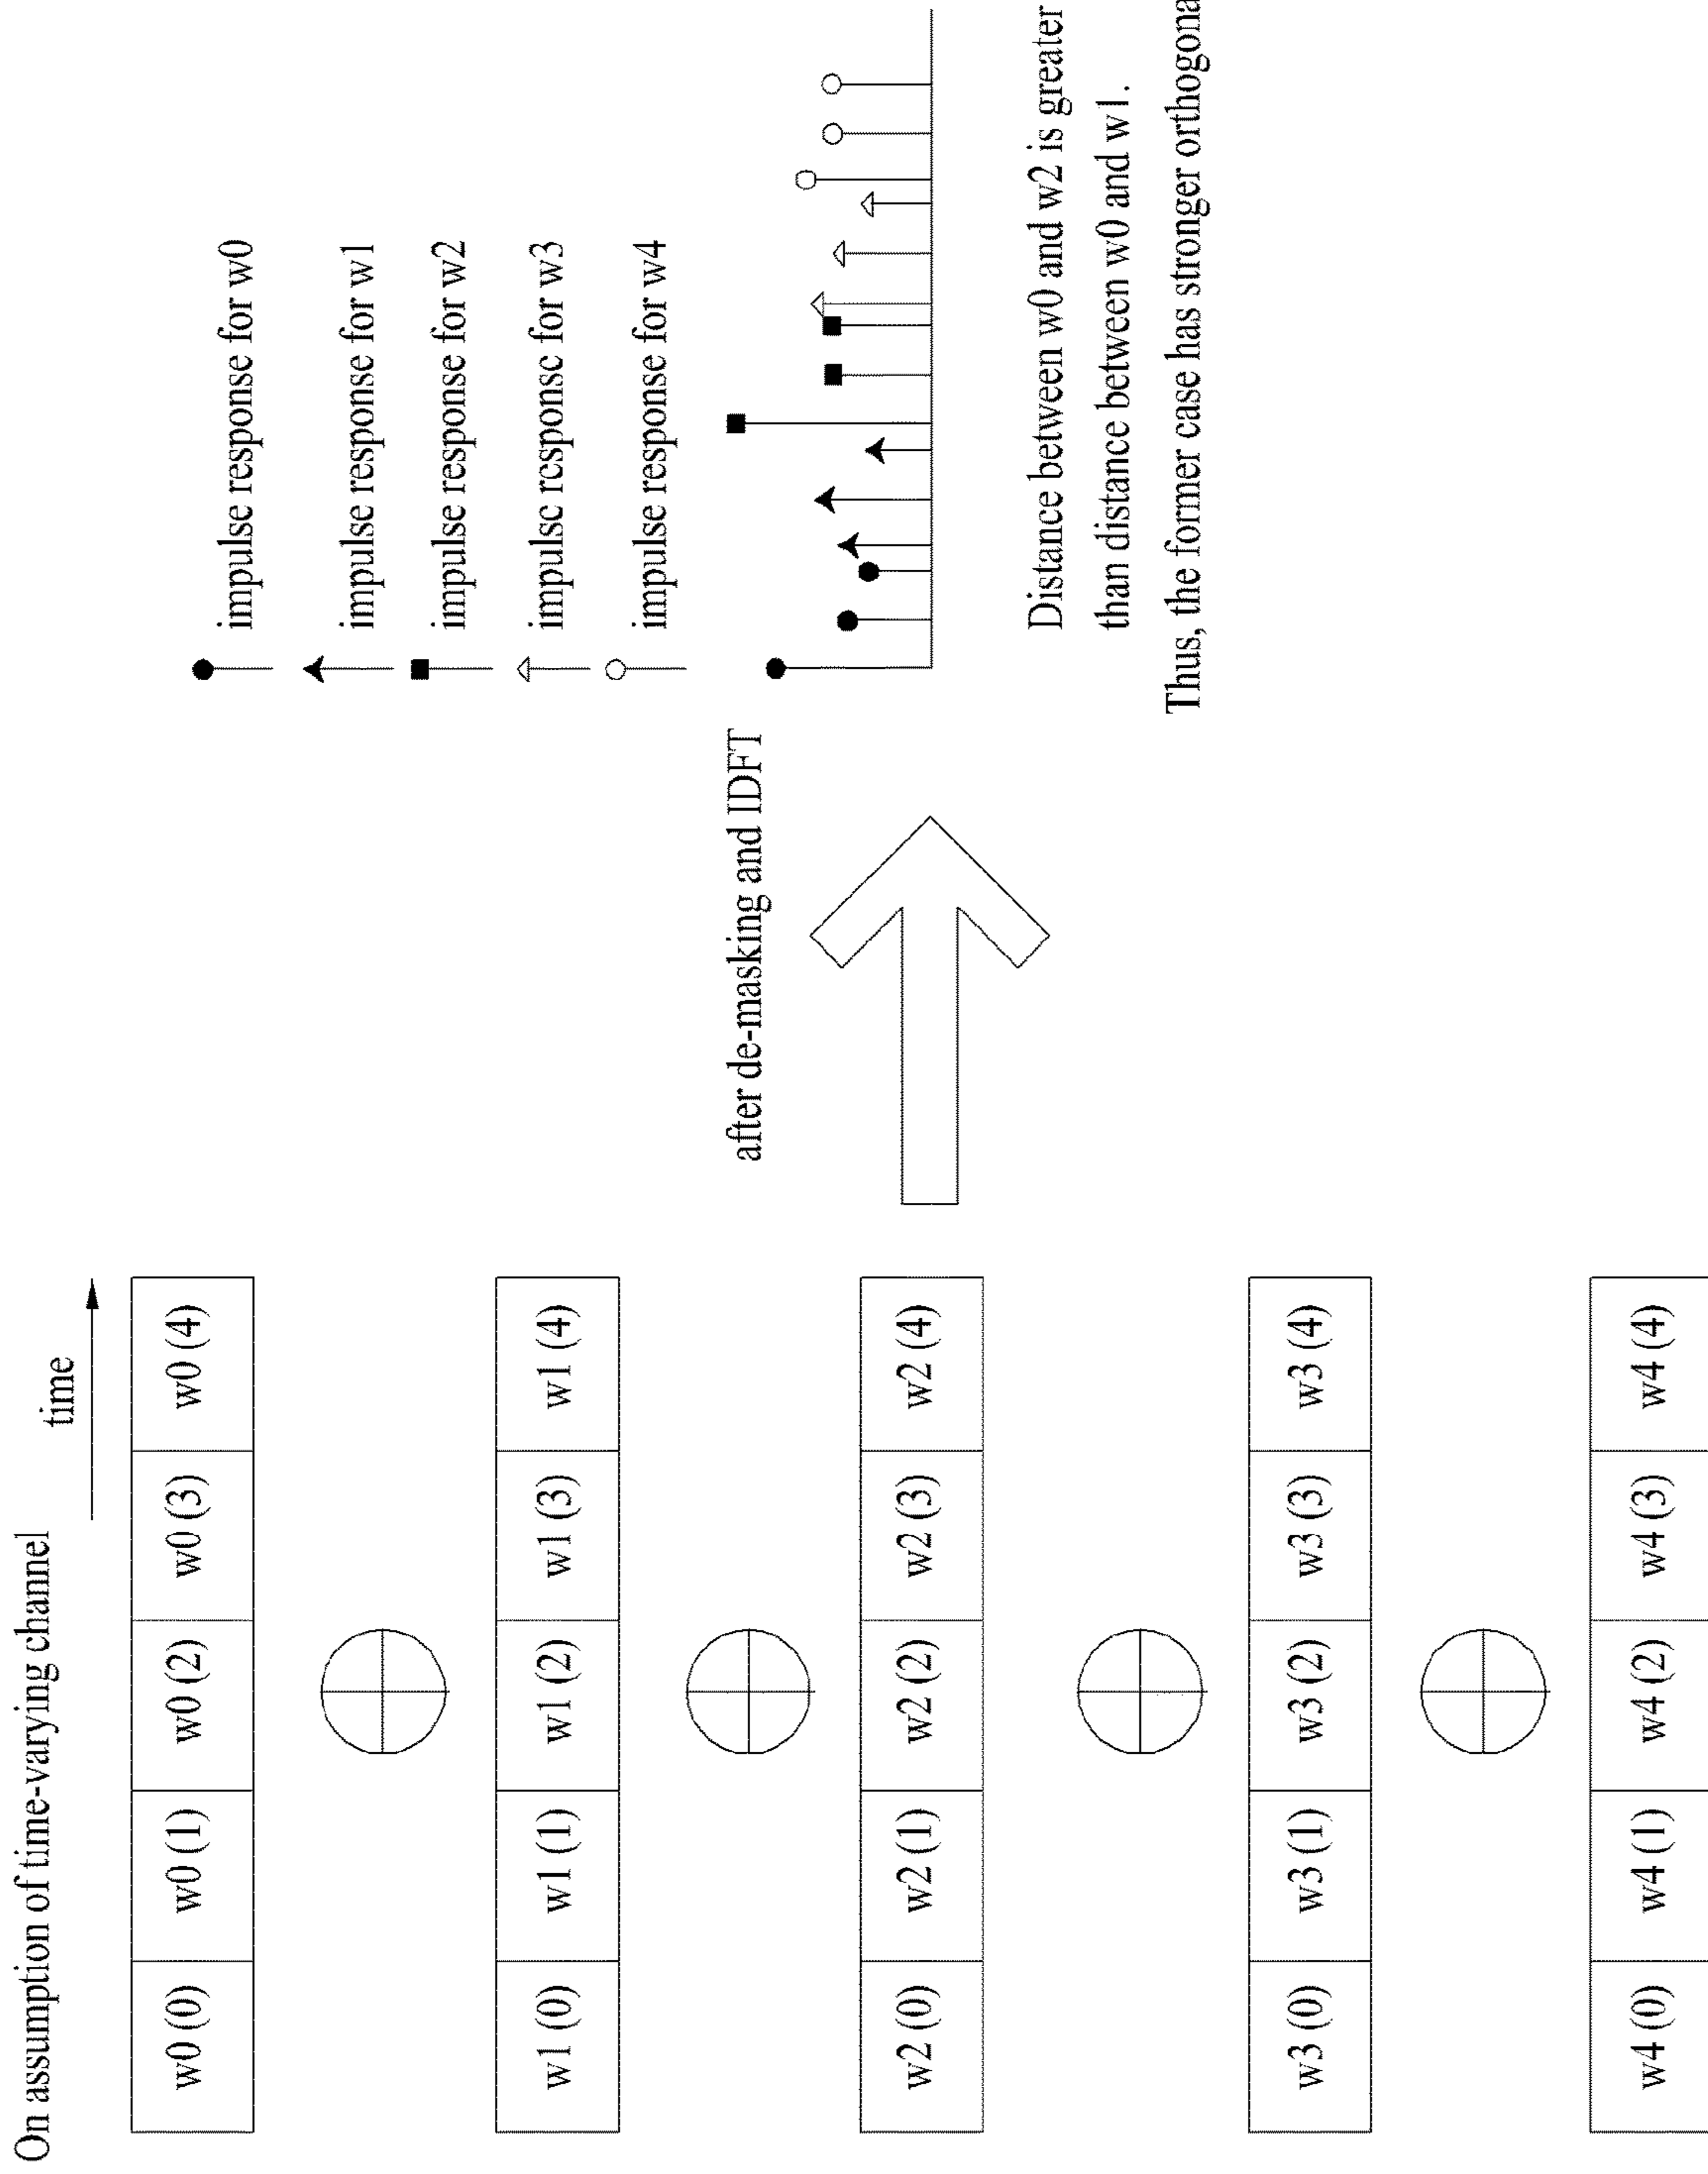 On assumption of time-varying channel
time
w0 (0) w0 (1) w0 (2) w0 (3) w0 (4)
w1 (0) w1 (1) w1 (2) w1 (3) w1 (4)
w2 (0) w2 (1) w2 (2) w2 (3) w2 (4)
w3 (0) w3 (1) w3 (2) w3 (3) w3 (4)
w4 (0) w4 (1) w4 (2) w4 (3) w4 (4)
after de-masking and IDFT
impulse response for w0
impulse response for w1
impulse response for w2
impulse response for w3
impulse response for w4
Distance between w0 and w2 is greater
than distance between w0 and w1.
Thus, the former case has stronger